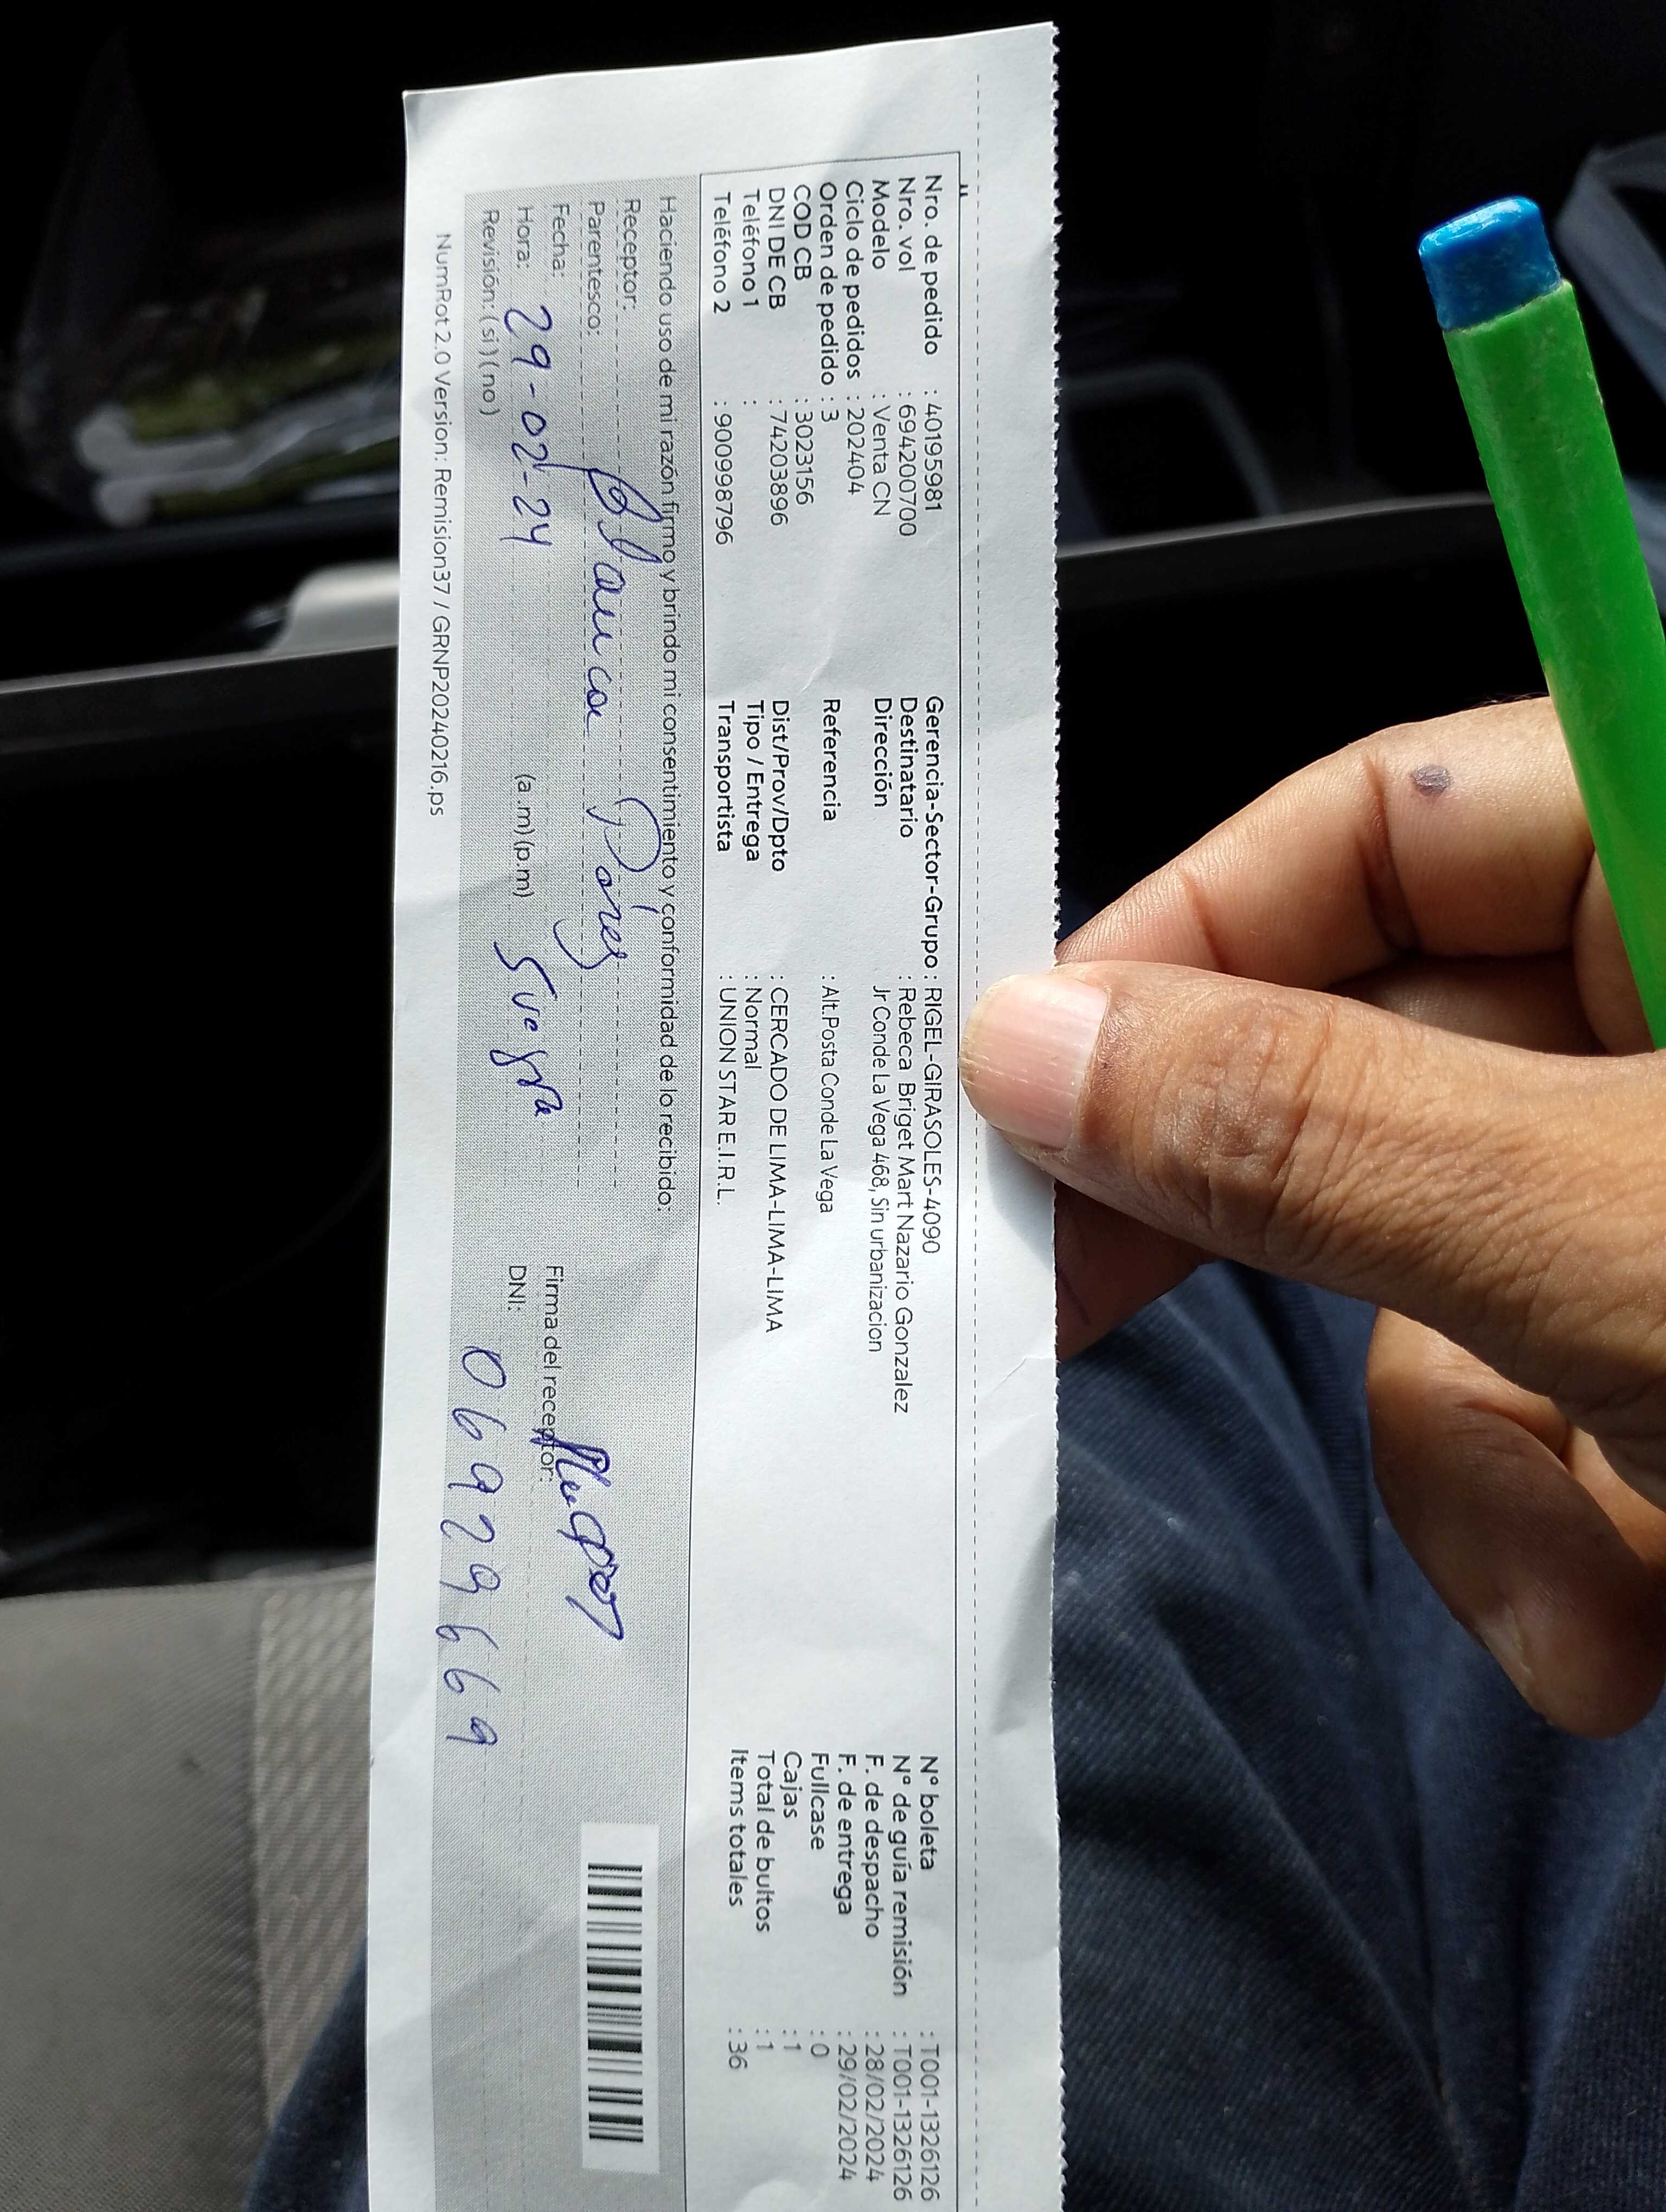 Nro. de pedido : 40195981
Nro. vol : 694200700
Modelo : Venta CN
Ciclo de pedidos : 202404
Orden de pedido : 3
COD CB : 3023156
DNI DE CB : 74203896
Teléfono 1 :
Teléfono 2 : 900998796
Gerencia-Sector-Grupo : RIGEL-GIRASOLES-4090
Destinatario : Rebeca Briget Mart Nazario Gonzalez
Dirección Jr Conde La Vega 468, Sin urbanizacion
Referencia : Alt.Posta Conde La Vega
Dist/Prov/Dpto : CERCADO DE LIMA-LIMA-LIMA
Tipo / Entrega : Normal
Transportista : UNION STAR E.I.R.L.
N° boleta : T001-1326126
N° de guía remisión : T001-1326126
F. de despacho : 28/02/2024
F. de entrega : 29/02/2024
Fullcase : 0
Cajas : 1
Total de bultos : 1
Items totales : 36
Haciendo uso de mi razón firmo y brindo mi consentimiento y conformidad de lo recibido:
Receptor: Blanca
Parentesco:
Fecha: 29-02-24
Hora: (a.m) (p.m) suegra
Revisión: ( si ) ( no )
Firma del receptor:
DNI: 06929669
NumRot 2.0 Version: Remision37 / GRNP20240216.ps